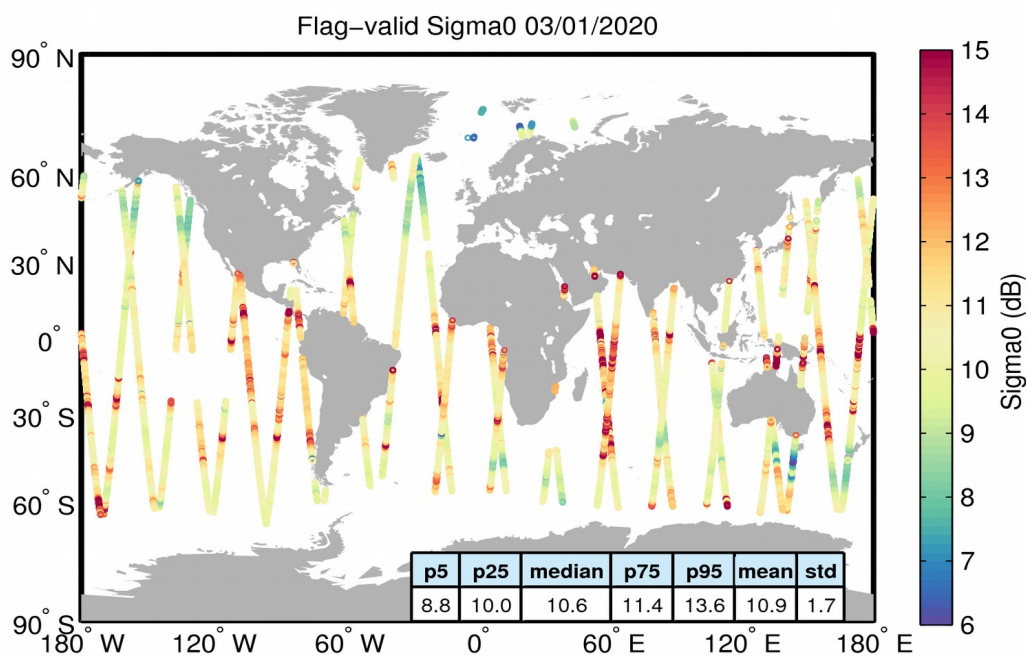 Flag−valid Sigma0 03/01/2020
90° N
60° N
30° N
0°
30° S
60° S
90° S
180° W
120° W
60° W
0°
60° E
120° E
180° E
15
14
13
12
11
10
9
8
7
6
Sigma0 (dB)
p5 p25 median p75 p95 mean std
8.8 10.0 10.6 11.4 13.6 10.9 1.7